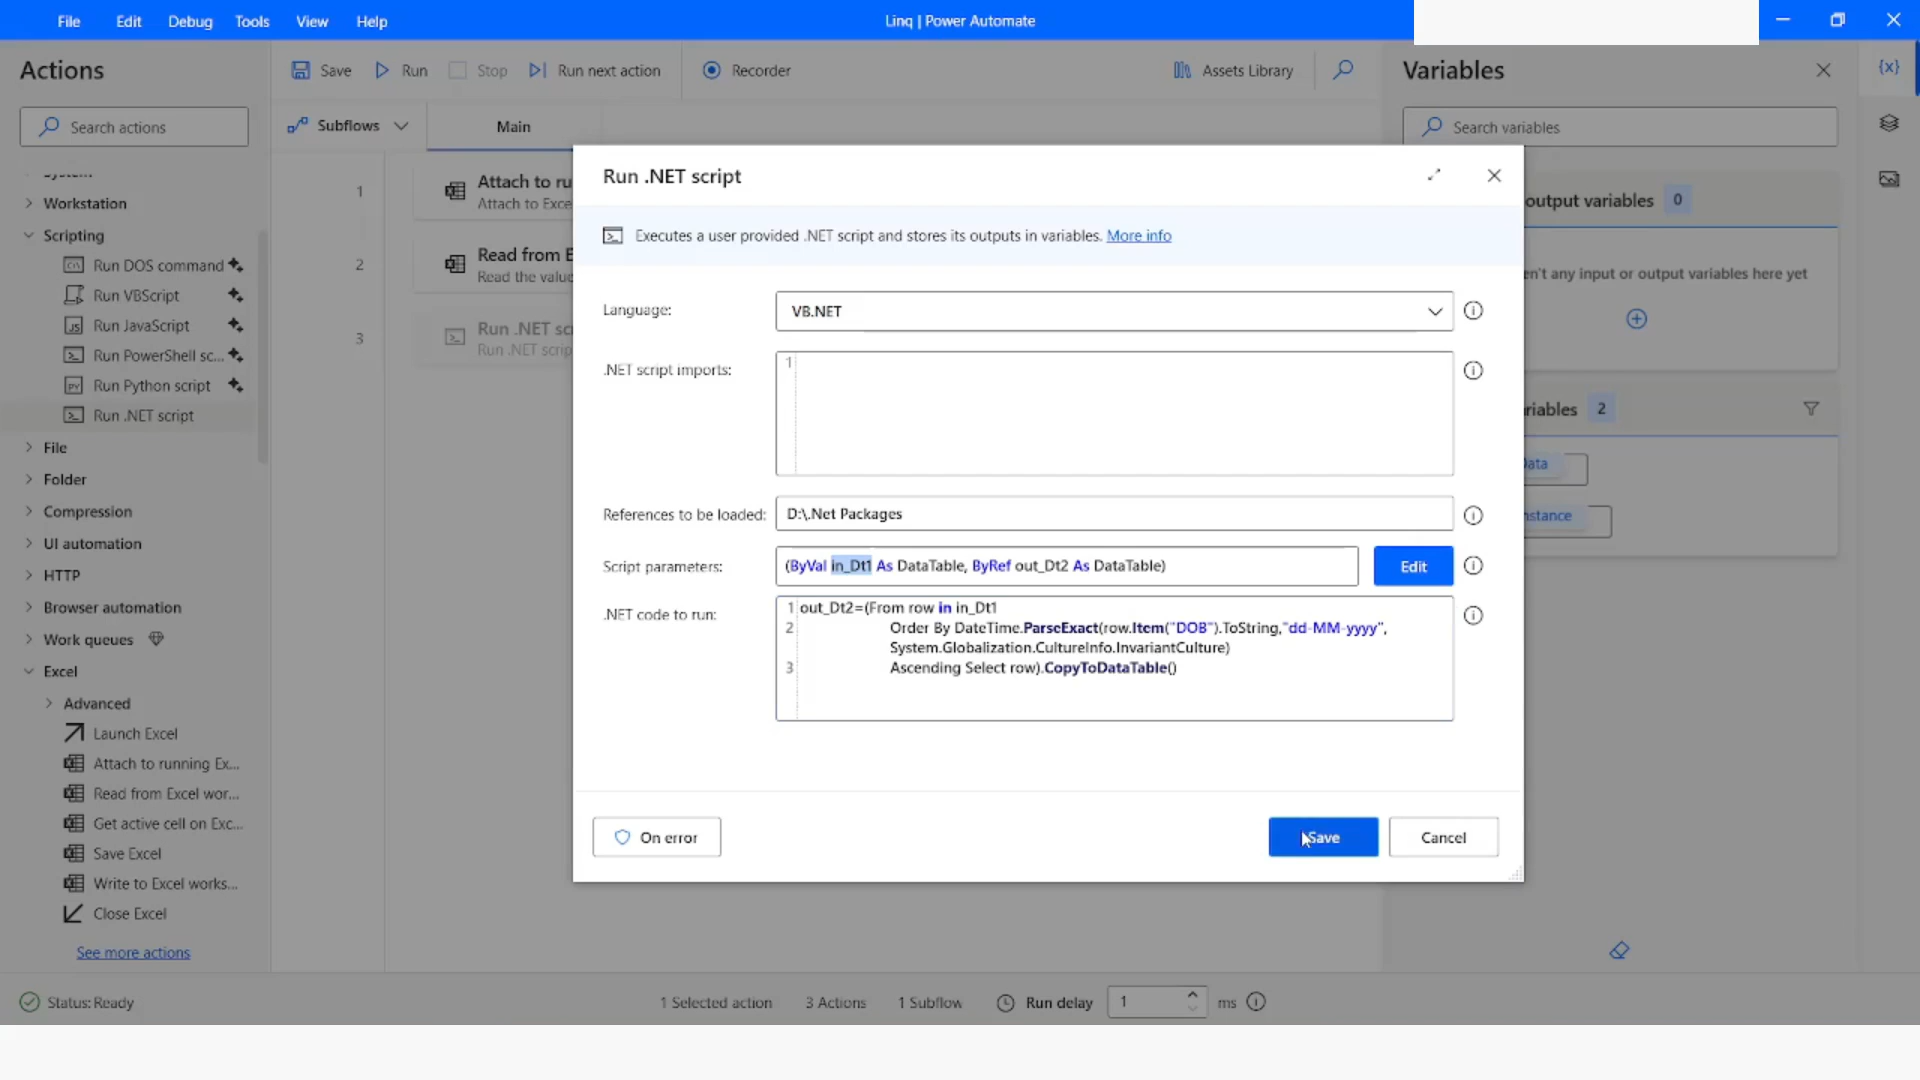 File Edit Debug Tools View Help
Linq | Power Automate
Actions
Save Run Stop Run next action Recorder
Assets Library
Variables
Search actions
Subflows
Main
Search variables
Workstation
Scripting
Run DOS command
Run VBScript
Run JavaScript
Run PowerShell sc...
Run Python script
Run .NET script
File
Folder
Compression
UI automation
HTTP
Browser automation
Work queues
Excel
Advanced
Launch Excel
Attach to running Ex...
Read from Excel wor...
Get active cell on Exc...
Save Excel
Write to Excel works...
Close Excel
See more actions
1
Attach to ru
Attach to Exce
2
Read from E
Read the value
3
Run .NET sc
Run .NET scrip
Run .NET script
Executes a user provided .NET script and stores its outputs in variables. More info
Language: VB.NET
.NET script imports: 1
References to be loaded: D:\.Net Packages
Script parameters: (ByVal in_Dt1 As DataTable, ByRef out_Dt2 As DataTable) Edit
.NET code to run:
1 out_Dt2=(From row in in_Dt1
2 Order By DateTime.ParseExact(row.Item("DOB").ToString,"dd-MM-yyyy",
System.Globalization.CultureInfo.InvariantCulture)
3 Ascending Select row).CopyToDataTable()
On error
Save
Cancel
output variables 0
n't any input or output variables here yet
riables 2
Data
nstance
{x}
Status: Ready
1 Selected action 3 Actions 1 Subflow Run delay 1 ms